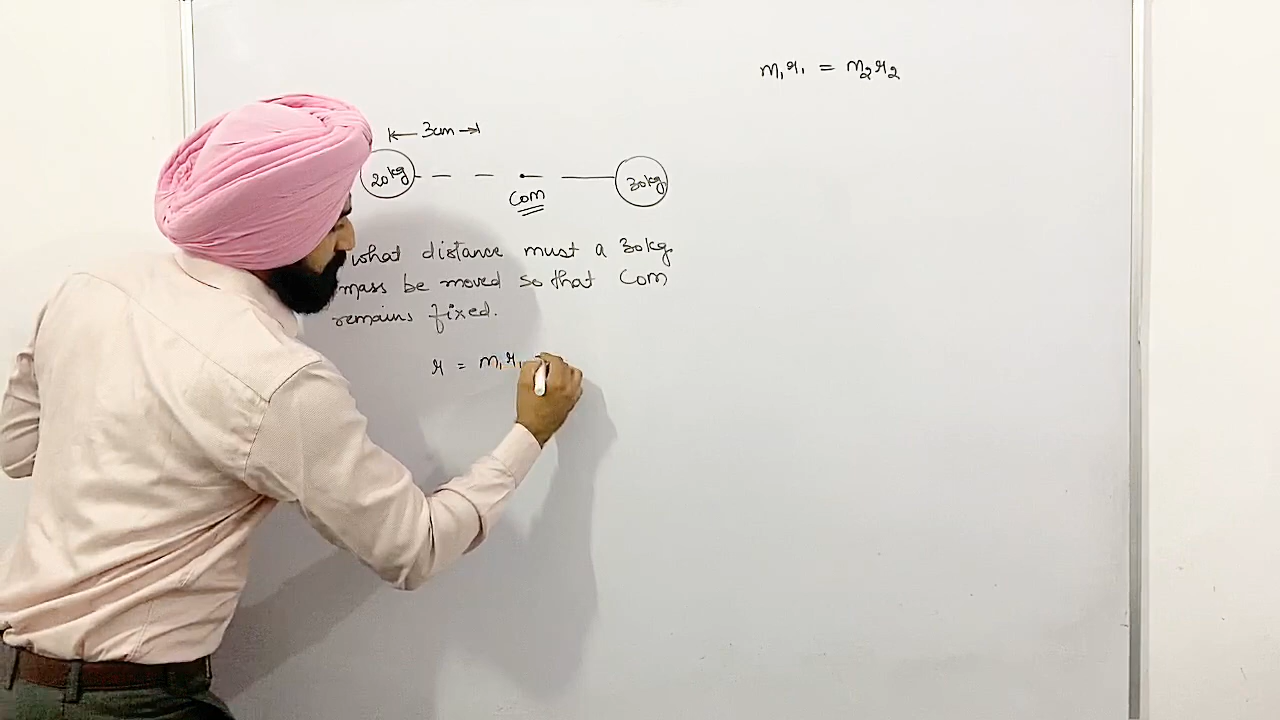 m₁r₁ = m₂r₂
3cm
20kg
COM
30kg
what distance must a 30kg
mass be moved so that COM
remains fixed.
r = m₁r₁